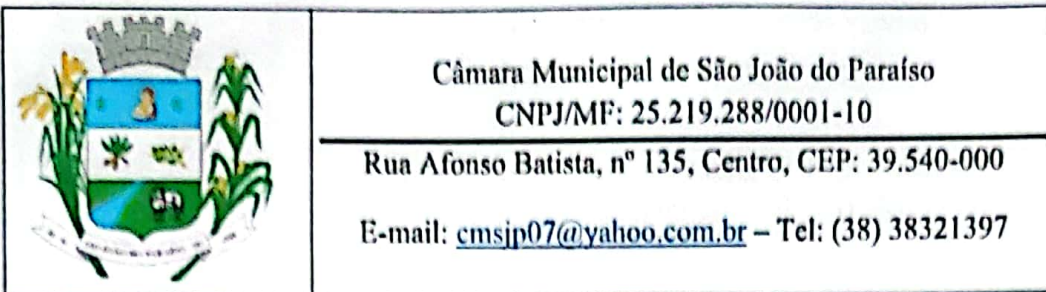 Câmara Municipal de São João do Paraíso
CNPJ/MF: 25.219.288/0001-10
Rua Afonso Batista, nº 135, Centro, CEP: 39.540-000
E-mail: cmsjp07@yahoo.com.br – Tel: (38) 38321397